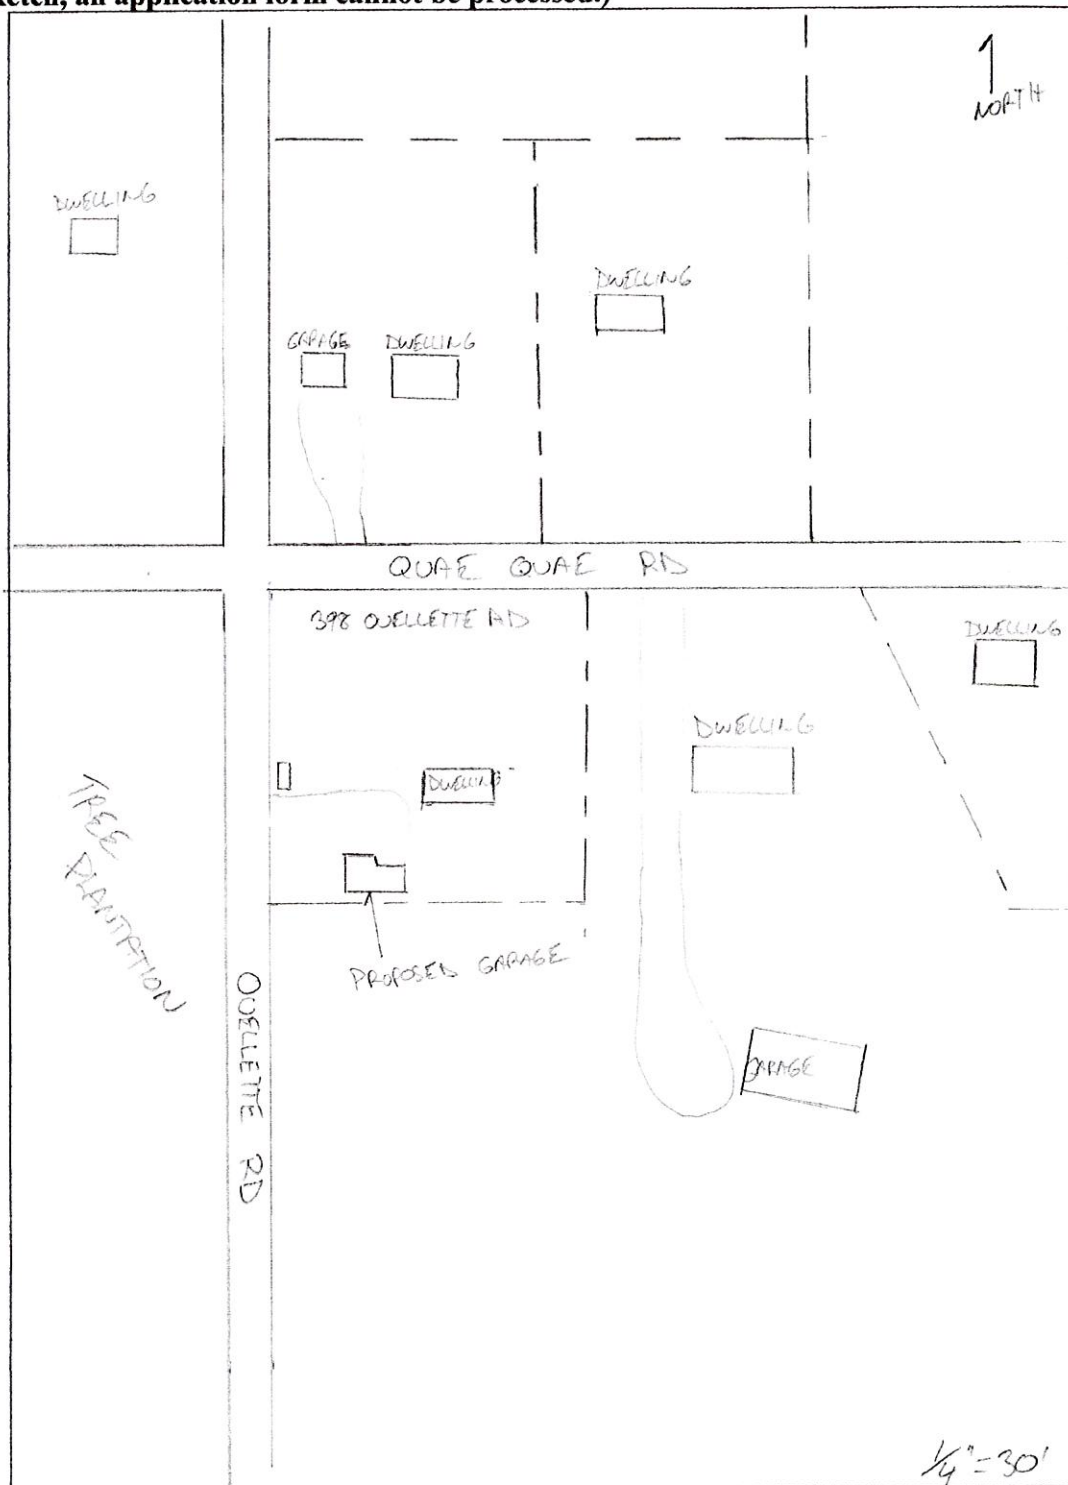 sketch, an application form cannot be processed.)
NORTH
DWELLING
DWELLING
GARAGE DWELLING
QUAE QUAE RD
398 OUELLETTE RD
DWELLING
DWELLING
DWELLING
TREE
PLANTATION
PROPOSED GARAGE
OUELLETTE RD
GARAGE
1/4" = 30'